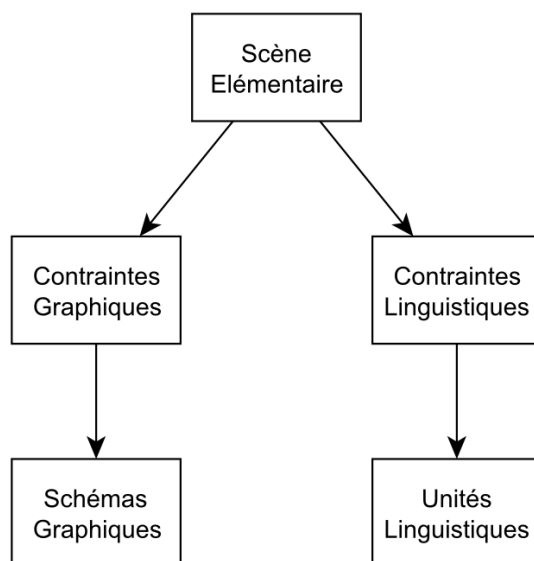 Scène
Elémentaire
Contraintes
Graphiques
Contraintes
Linguistiques
Schémas
Graphiques
Unités
Linguistiques